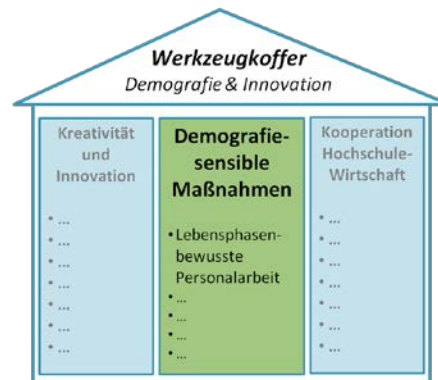 Werkzeugkoffer
Demografie & Innovation
Kreativität
und
Innovation
• ...
• ...
• ...
• ...
• ...
• ...
• ...
Demografie-
sensible
Maßnahmen
• Lebensphasen-
bewusste
Personalarbeit
• ...
• ...
• ...
• ...
Kooperation
Hochschule-
Wirtschaft
• ...
• ...
• ...
• ...
• ...
• ...
• ...